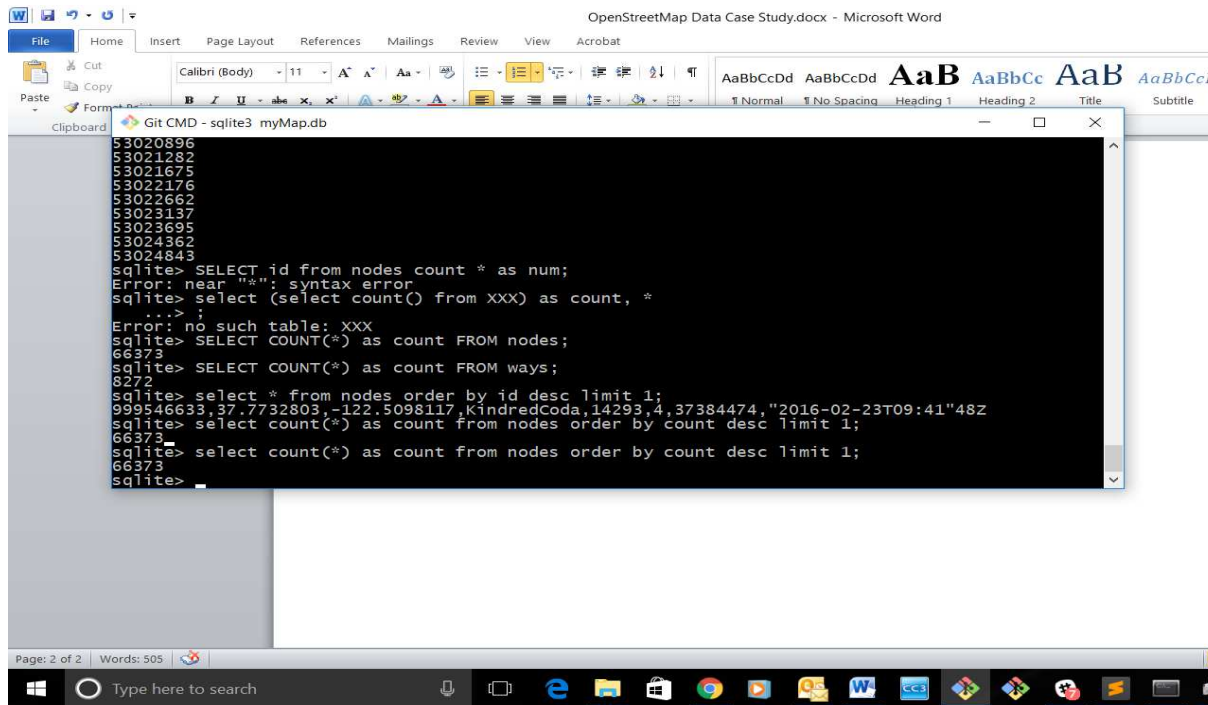 OpenStreetMap Data Case Study.docx - Microsoft Word
File Home Insert Page Layout References Mailings Review View Acrobat
Cut
Copy
Paste
Clipboard
Calibri (Body) 11
AaBbCcDd AaBbCcDd AaB AaBbCc AaB AaBbCc
¶ Normal ¶ No Spacing Heading 1 Heading 2 Title Subtitle
Git CMD - sqlite3 myMap.db
53020896
53021282
53021675
53022176
53022662
53023137
53023695
53024362
53024843
sqlite> SELECT id from nodes count * as num;
Error: near "*": syntax error
sqlite> select (select count() from XXX) as count, *
...> ;
Error: no such table: XXX
sqlite> SELECT COUNT(*) as count FROM nodes;
66373
sqlite> SELECT COUNT(*) as count FROM ways;
8272
sqlite> select * from nodes order by id desc limit 1;
999546633,37.7732803,-122.5098117,KindredCoda,14293,4,37384474,"2016-02-23T09:41"48Z
sqlite> select count(*) as count from nodes order by count desc limit 1;
66373
sqlite> select count(*) as count from nodes order by count desc limit 1;
66373
sqlite>
Page: 2 of 2 Words: 505
Type here to search